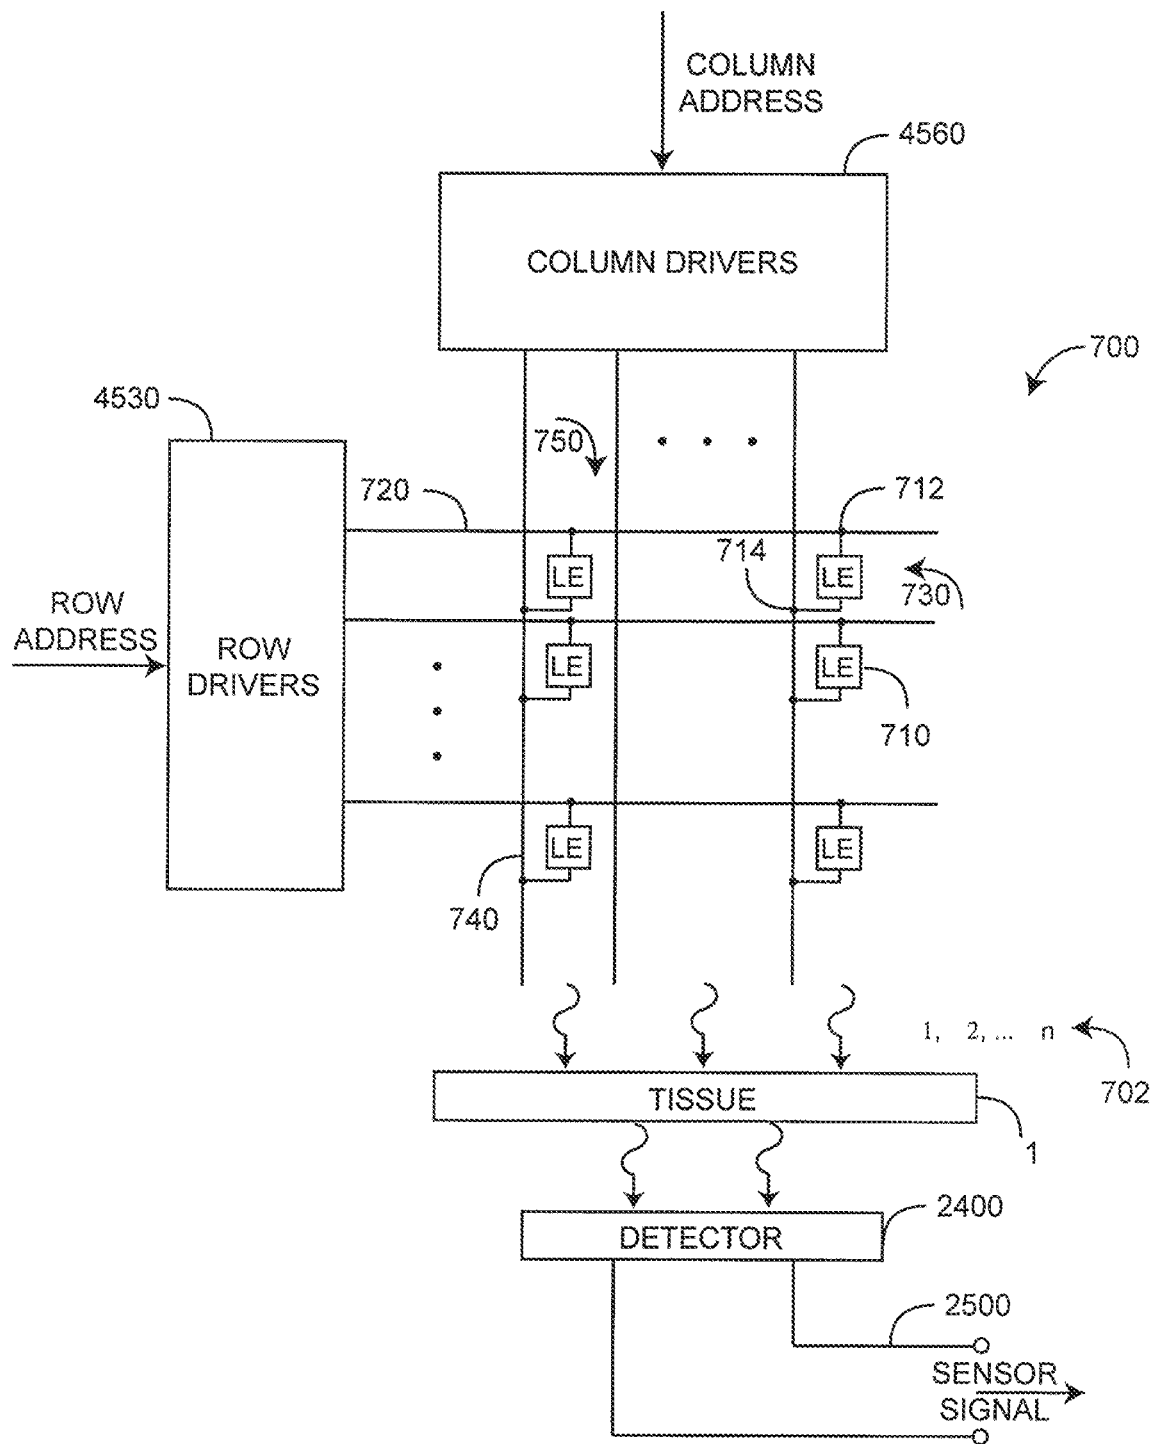 COLUMN
ADDRESS
4560
COLUMN DRIVERS
700
4530
750
720
712
714
LE
LE
730
ROW
ADDRESS
ROW
DRIVERS
LE
LE
710
LE
LE
740
1, 2, ... n
702
TISSUE
1
2400
DETECTOR
2500
SENSOR
SIGNAL